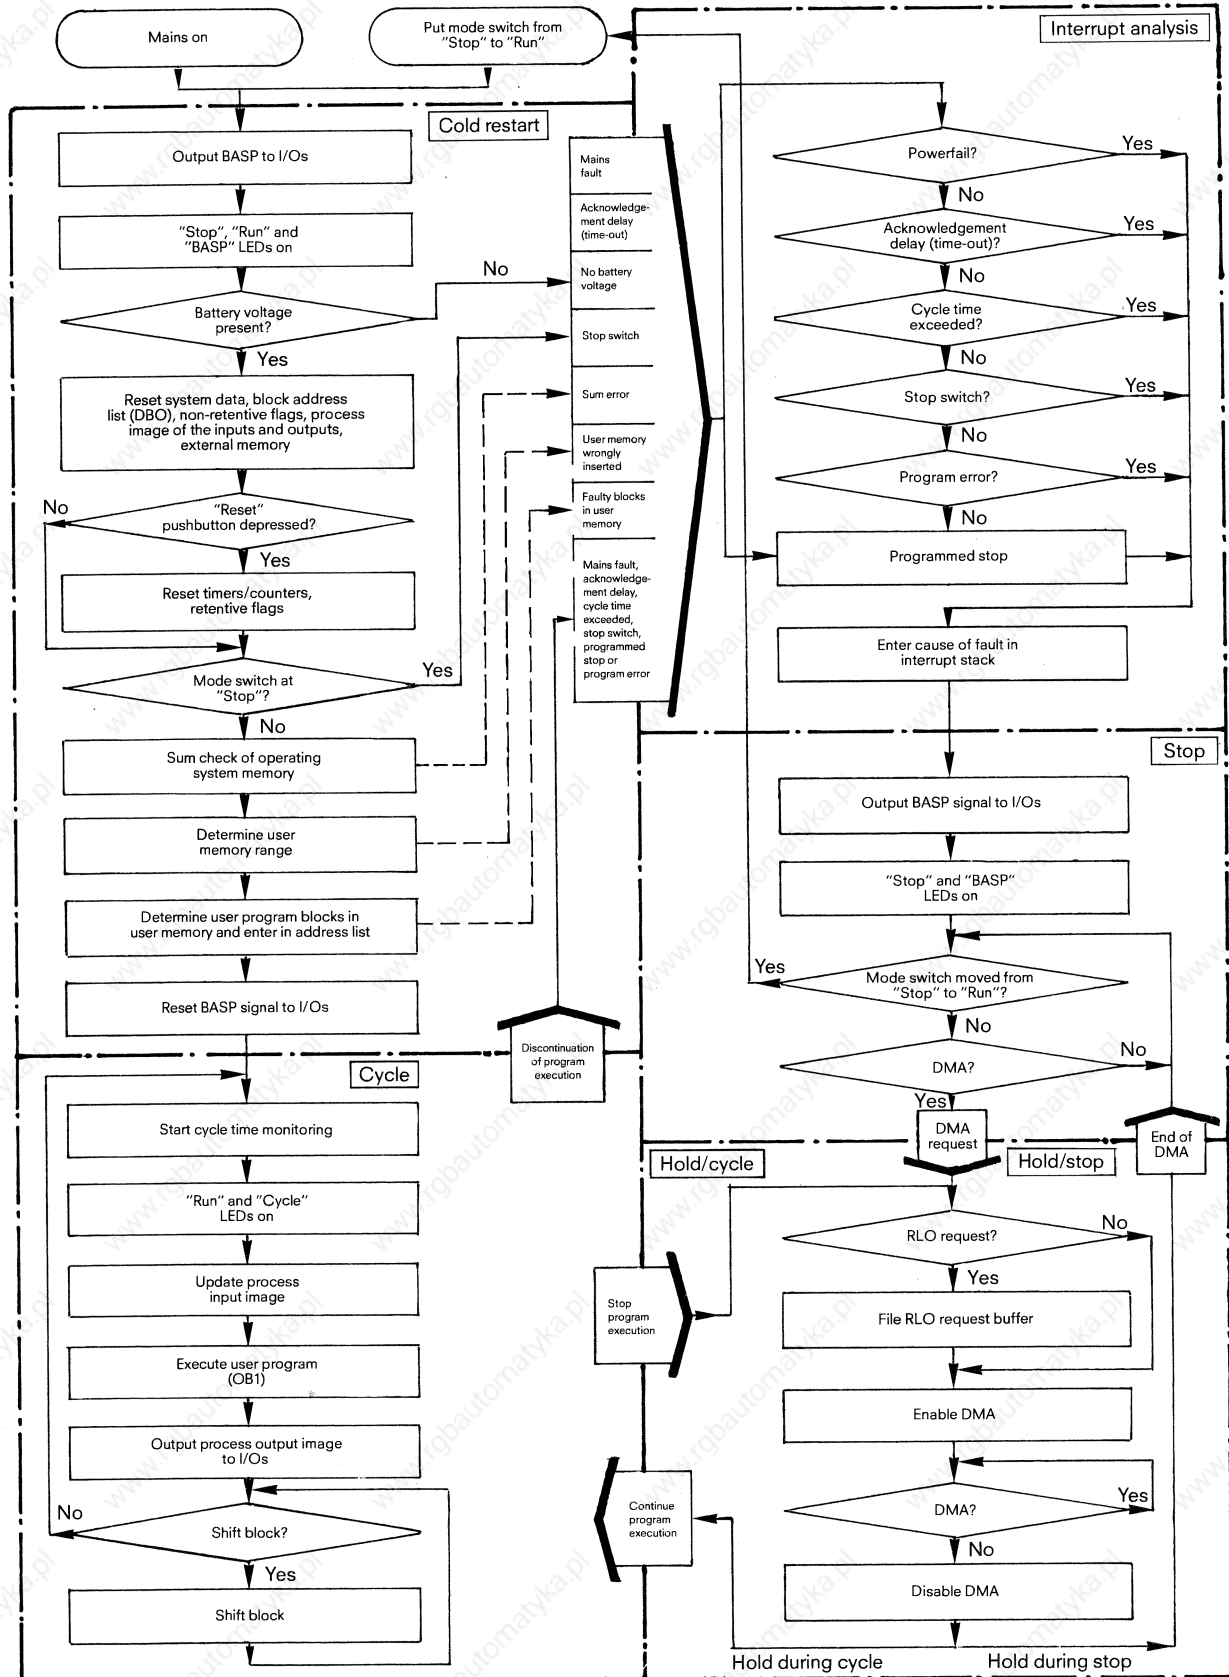 Mains on
Put mode switch from
"Stop" to "Run"
Cold restart
Output BASP to I/Os
"Stop", "Run" and
"BASP" LEDs on
Battery voltage
present?
No
Yes
Reset system data, block address
list (DBO), non-retentive flags, process
image of the inputs and outputs,
external memory
"Reset"
pushbutton depressed?
No
Yes
Reset timers/counters,
retentive flags
Mode switch at
"Stop"?
Yes
No
Sum check of operating
system memory
Determine user
memory range
Determine user program blocks in
user memory and enter in address list
Reset BASP signal to I/Os
Mains
fault
Acknowledge-
ment delay
(time-out)
No battery
voltage
Stop switch
Sum error
User memory
wrongly
inserted
Faulty blocks
in user
memory
Mains fault,
acknowledge-
ment delay,
cycle time
exceeded,
stop switch,
programmed
stop or
program error
Discontinuation
of program
execution
Cycle
Start cycle time monitoring
"Run" and "Cycle"
LEDs on
Update process
input image
Execute user program
(OB1)
Output process output image
to I/Os
Shift block?
No
Yes
Shift block
Interrupt analysis
Powerfail?
Yes
No
Acknowledgement
delay (time-out)?
Yes
No
Cycle time
exceeded?
Yes
No
Stop switch?
Yes
No
Program error?
Yes
No
Programmed stop
Enter cause of fault in
interrupt stack
Stop
Output BASP signal to I/Os
"Stop" and "BASP"
LEDs on
Mode switch moved from
"Stop" to "Run"?
Yes
No
DMA?
No
Yes
DMA
request
End of
DMA
Hold/cycle
Hold/stop
RLO request?
No
Yes
File RLO request buffer
Stop
program
execution
Enable DMA
DMA?
Yes
No
Continue
program
execution
Disable DMA
Hold during cycle
Hold during stop
www.rgbautomatyka.pl